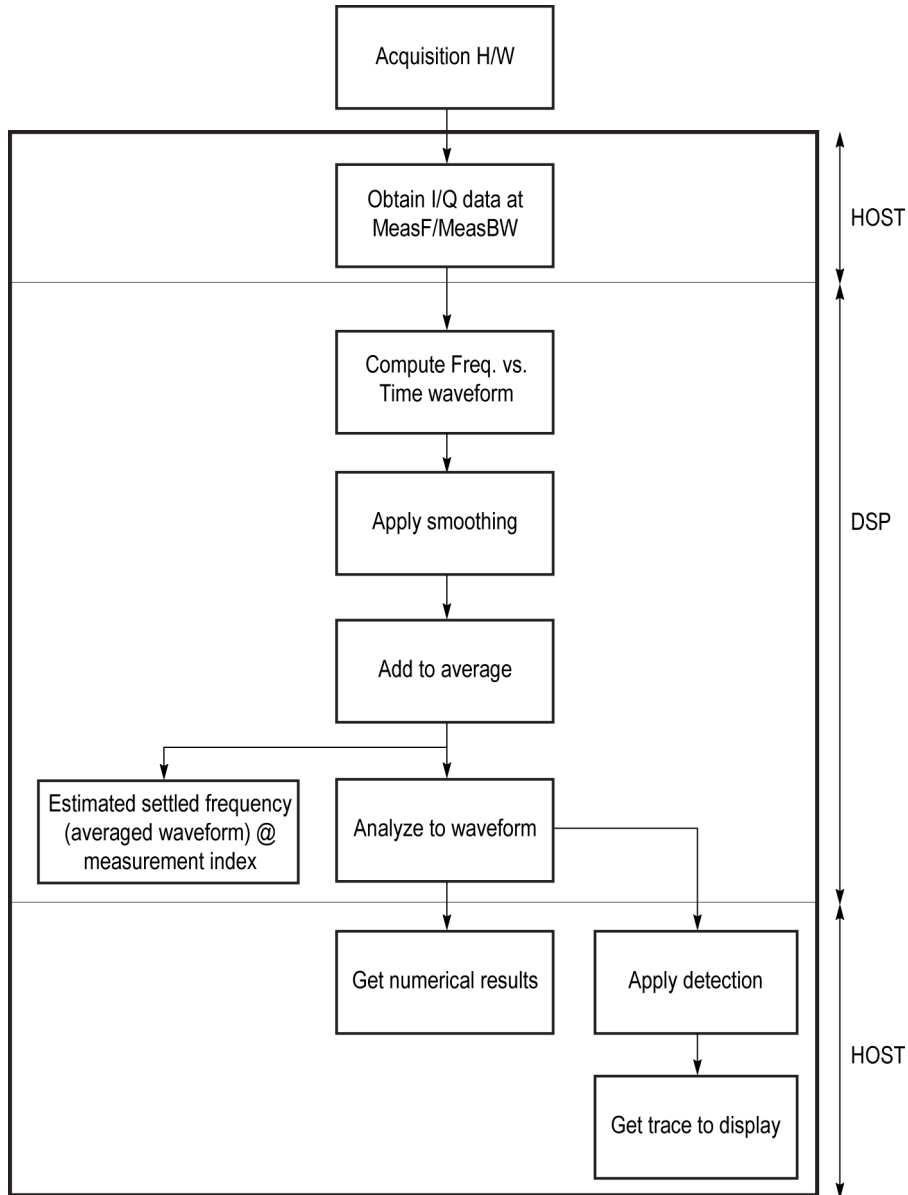 Acquisition H/W
Obtain I/Q data at
MeasF/MeasBW
HOST
Compute Freq. vs.
Time waveform
Apply smoothing
DSP
Add to average
Estimated settled frequency
(averaged waveform) @
measurement index
Analyze to waveform
Get numerical results
Apply detection
HOST
Get trace to display